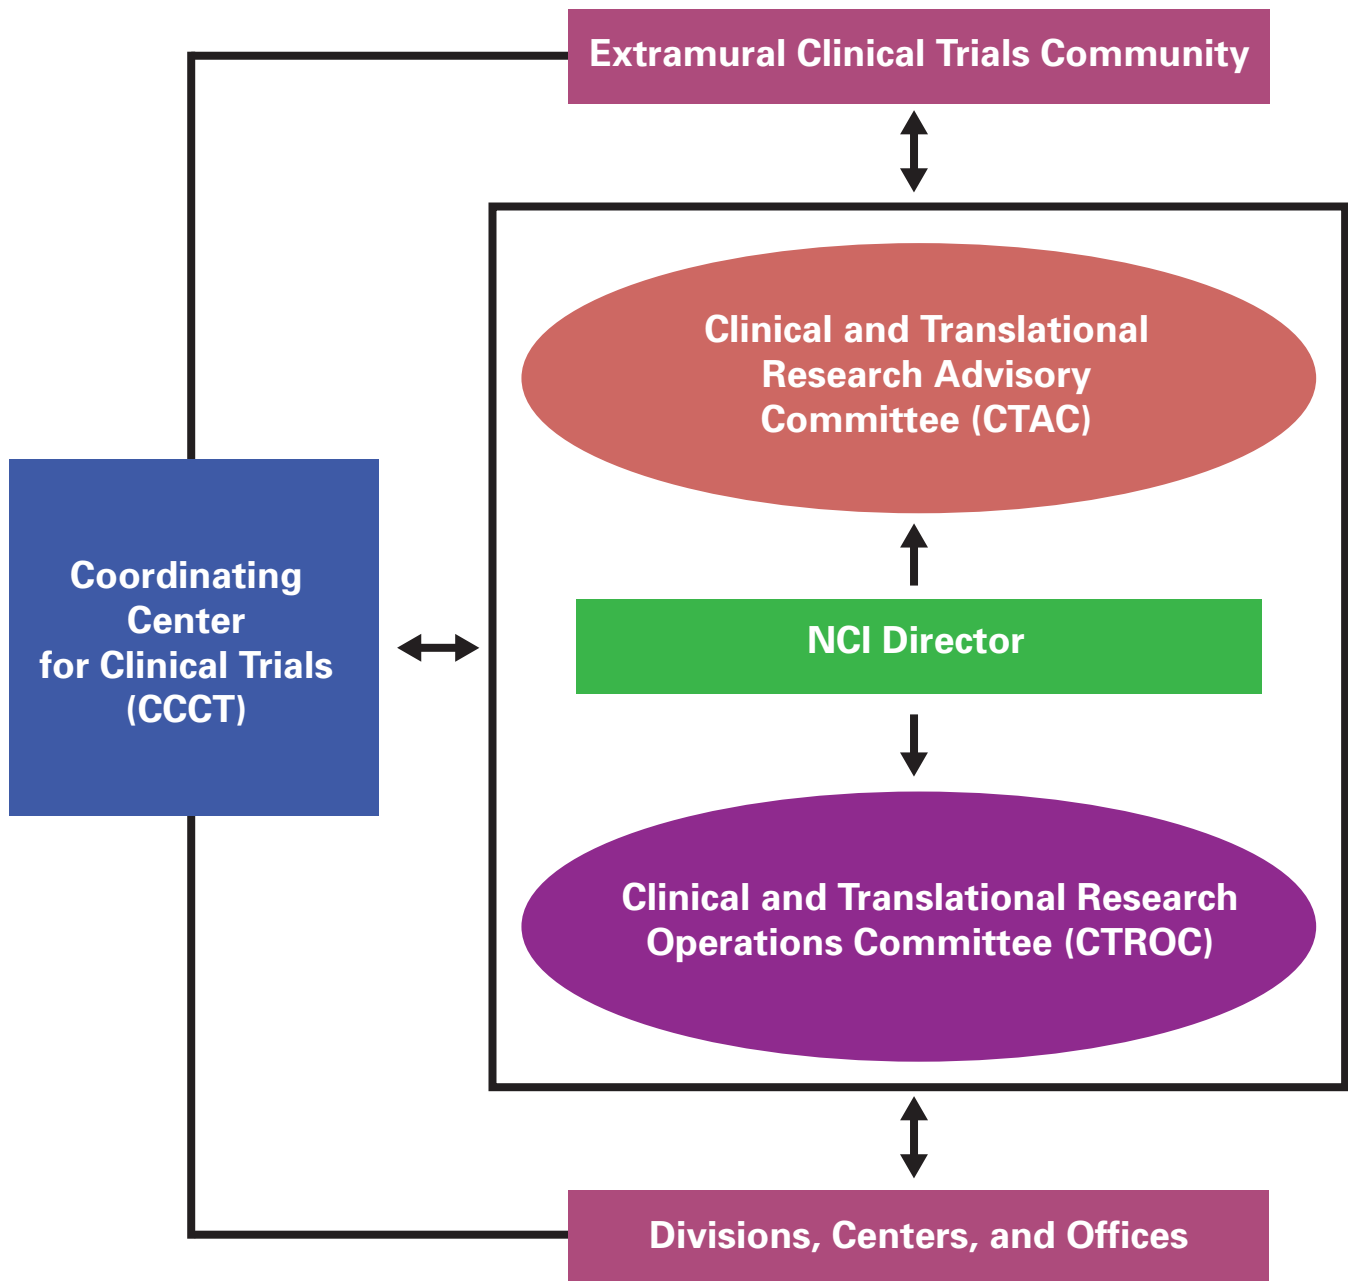 Extramural Clinical Trials Community
Clinical and Translational
Research Advisory
Committee (CTAC)
Coordinating
Center
for Clinical Trials
(CCCT)
NCI Director
Clinical and Translational Research
Operations Committee (CTROC)
Divisions, Centers, and Offices